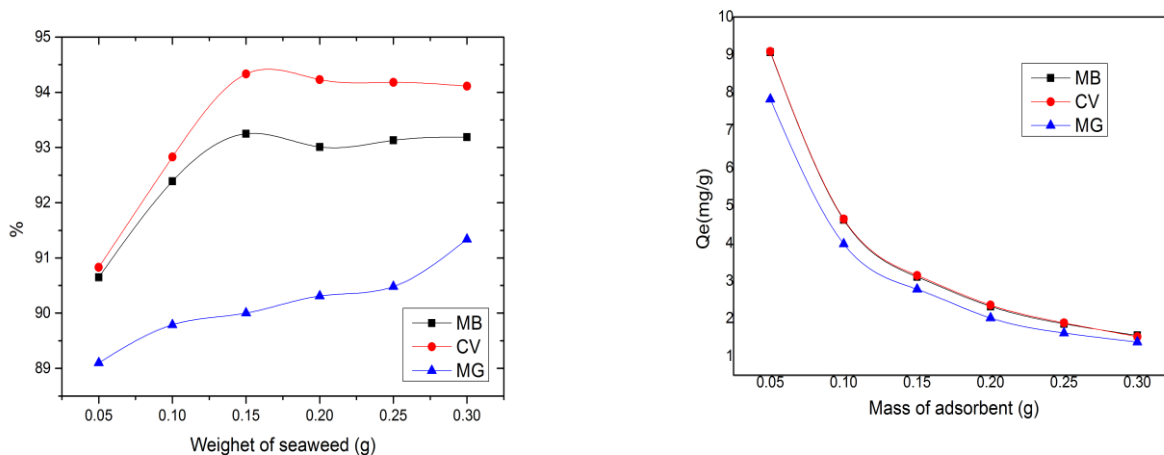 95
94
93
92
91
90
89
%
MB
CV
MG
0.05 0.10 0.15 0.20 0.25 0.30
Weighet of seaweed (g)
10
9
8
7
6
5
4
3
2
1
Qe(mg/g)
MB
CV
MG
0.05 0.10 0.15 0.20 0.25 0.30
Mass of adsorbent (g)